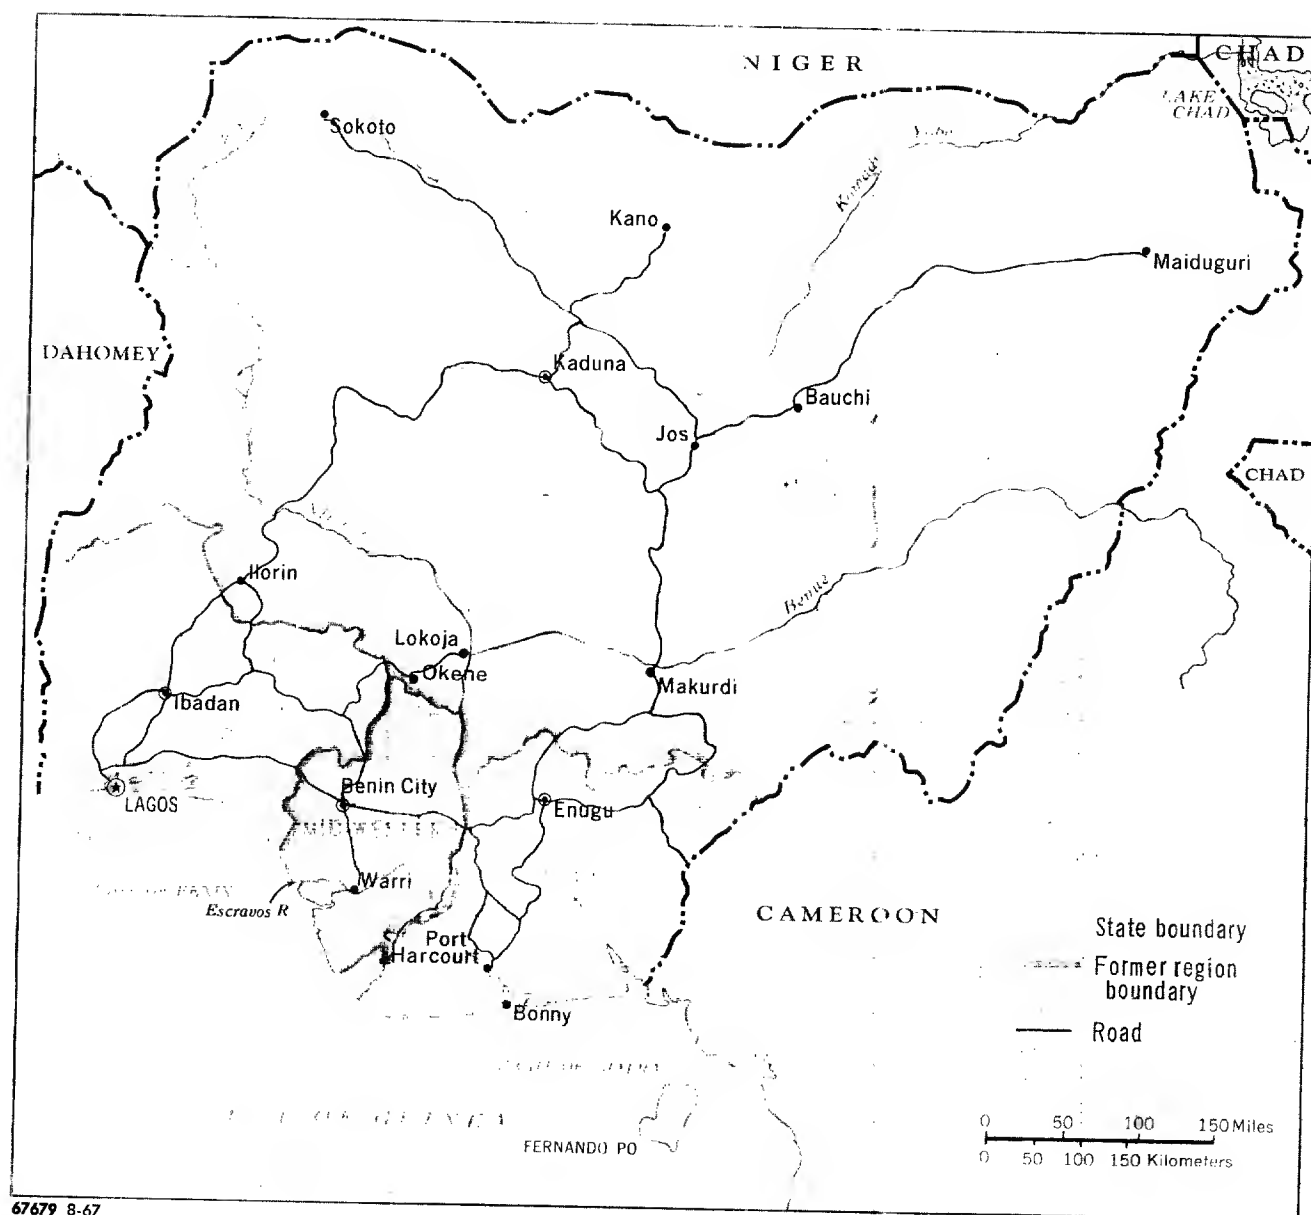 NIGER
CHAD
LAKE
CHAD
Sokoto
Yobe
Kano
Maiduguri
DAHOMEY
Kaduna
Bauchi
Jos
CHAD
Ilorin
Benue
Lokoja
Okene
Makurdi
Ibadan
Benin City
LAGOS
Enugu
Warri
Escravos R
CAMEROON
Port
Harcourt
Bonny
State boundary
Former region
boundary
Road
FERNANDO PO
0 50 100 150 Miles
0 50 100 150 Kilometers
67679 8-67